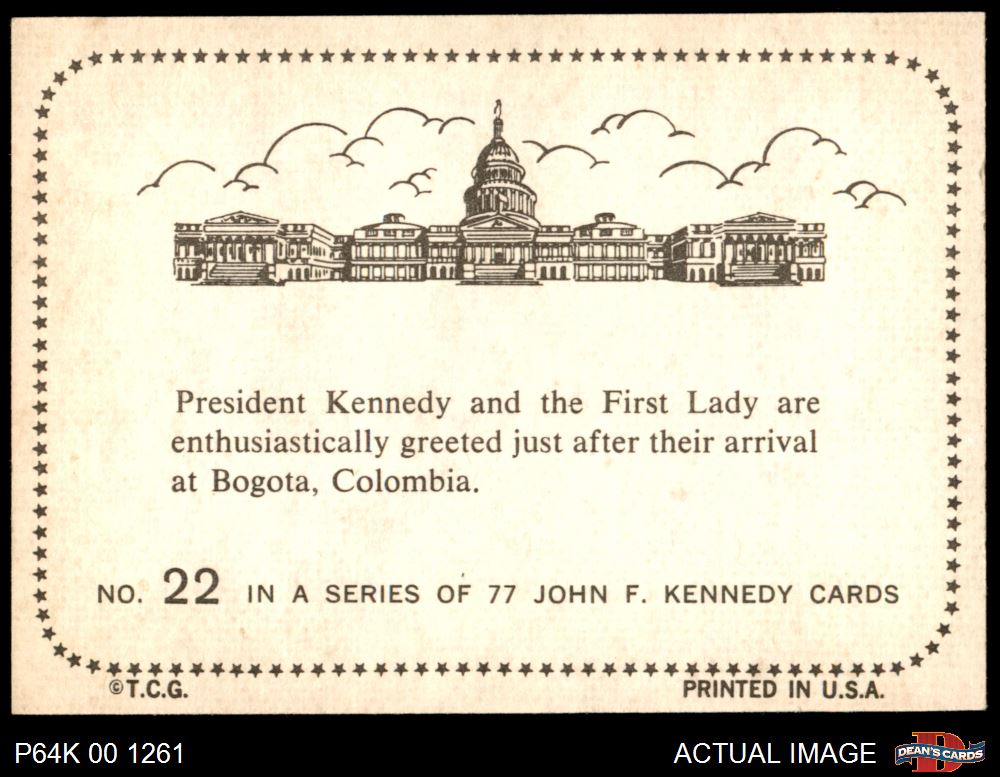 President Kennedy and the First Lady are
enthusiastically greeted just after their arrival
at Bogota, Colombia.
NO. 22 IN A SERIES OF 77 JOHN F. KENNEDY CARDS
©T.C.G.
PRINTED IN U.S.A.
P64K 00 1261
ACTUAL IMAGE
DEAN'S CARDS